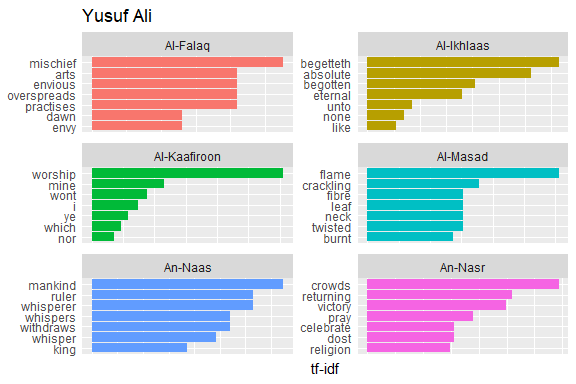 Yusuf Ali
Al-Falaq
mischief
arts
envious
overspreads
practises
dawn
envy
Al-Ikhlaas
begetteth
absolute
begotten
eternal
unto
none
like
Al-Kaafiroon
worship
mine
wont
i
ye
which
nor
Al-Masad
flame
crackling
fibre
leaf
neck
twisted
burnt
An-Naas
mankind
ruler
whisperer
whispers
withdraws
whisper
king
An-Nasr
crowds
returning
victory
pray
celebrate
dost
religion
tf-idf